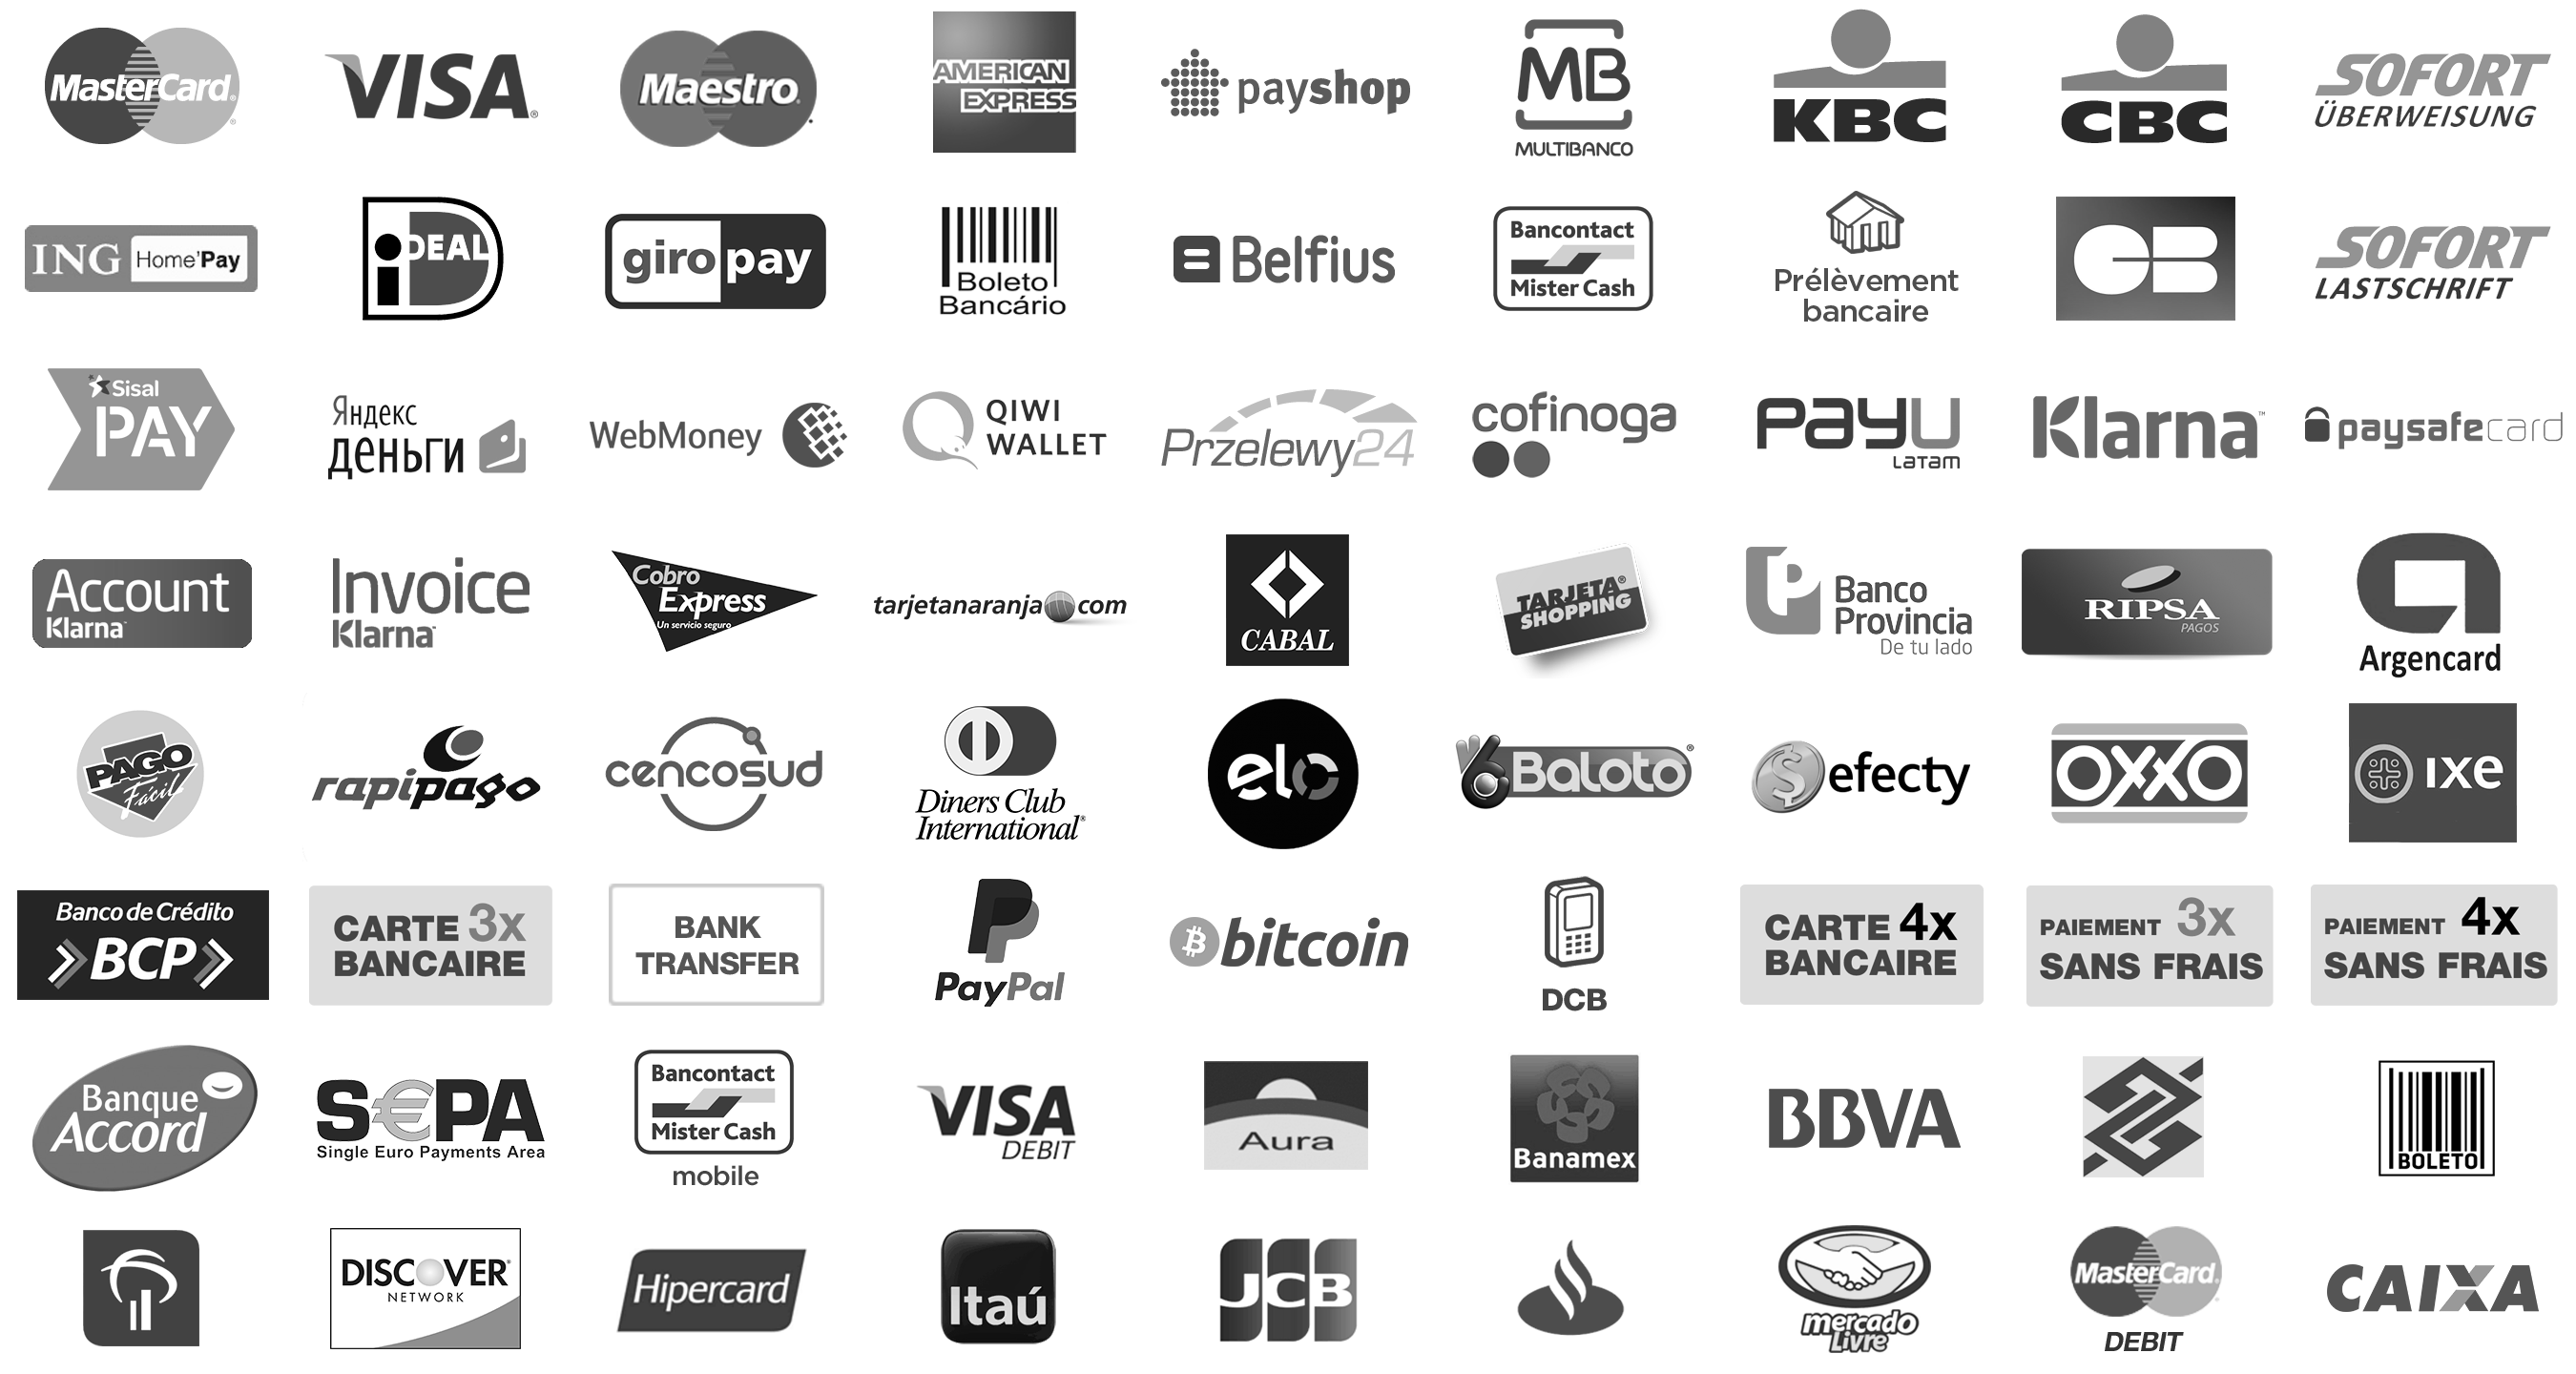 MasterCard®
VISA®
Maestro
AMERICAN
EXPRESS
payshop
MB
MULTIBANCO
KBC
CBC
SOFORT
ÜBERWEISUNG
ING Home'Pay
iDEAL
giropay
Boleto
Bancário
Belfius
Bancontact
Mister Cash
Prélèvement
bancaire
CB
SOFORT
LASTSCHRIFT
Sisal
PAY
Яндекс
деньги
WebMoney
QIWI
WALLET
Przelewy24
cofinoga
PayU
LATAM
Klarna™
paysafecard
Account
Klarna
Invoice
Klarna
Cobro
Express
Un servicio seguro
tarjetanaranja com
CABAL
TARJETA®
SHOPPING
Banco
Provincia
De tu lado
RIPSA
PAGOS
Argencard
PAGO
Fácil
rapipago
cencosud
Diners Club
International®
elo
Baloto®
$ efecty
OXXO
ixe
Banco de Crédito
BCP
CARTE 3x
BANCAIRE
BANK
TRANSFER
PayPal
bitcoin
DCB
CARTE 4x
BANCAIRE
PAIEMENT 3x
SANS FRAIS
PAIEMENT 4x
SANS FRAIS
Banque
Accord
S€PA
Single Euro Payments Area
Bancontact
Mister Cash
mobile
VISA
DEBIT
Aura
Banamex
BBVA
BOLETO
DISCOVER®
NETWORK
Hipercard
Itaú
JCB
mercado
Livre
MasterCard
DEBIT
CAIXA